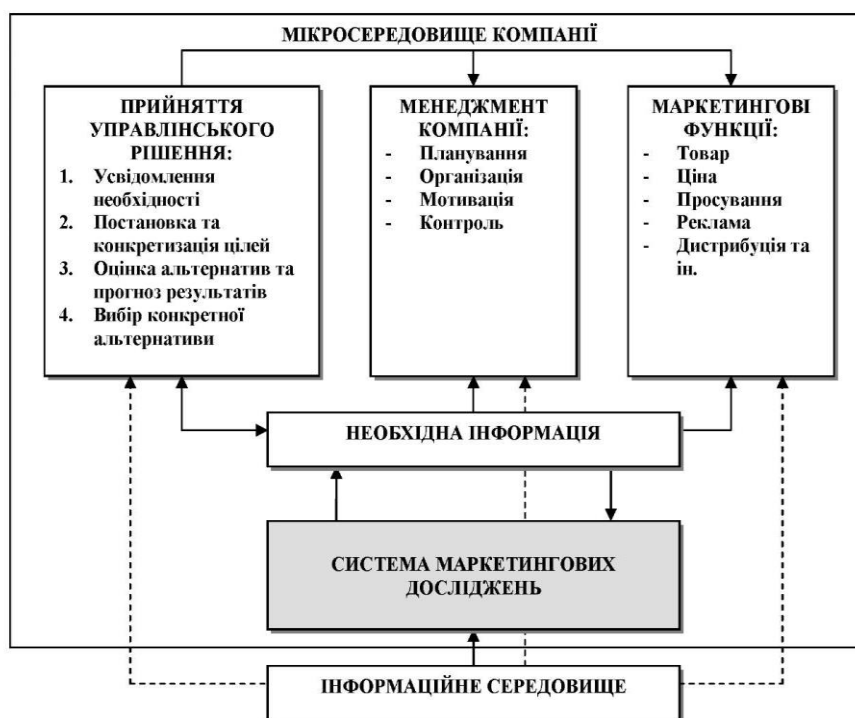 МІКРОСЕРЕДОВИЩЕ КОМПАНІЇ
ПРИЙНЯТТЯ
УПРАВЛІНСЬКОГО
РІШЕННЯ:
1. Усвідомлення
необхідності
2. Постановка та
конкретизація цілей
3. Оцінка альтернатив та
прогноз результатів
4. Вибір конкретної
альтернативи
МЕНЕДЖМЕНТ
КОМПАНІЇ:
- Планування
- Організація
- Мотивація
- Контроль
МАРКЕТИНГОВІ
ФУНКЦІЇ:
- Товар
- Ціна
- Просування
- Реклама
- Дистрибуція та
ін.
НЕОБХІДНА ІНФОРМАЦІЯ
СИСТЕМА МАРКЕТИНГОВИХ
ДОСЛІДЖЕНЬ
ІНФОРМАЦІЙНЕ СЕРЕДОВИЩЕ